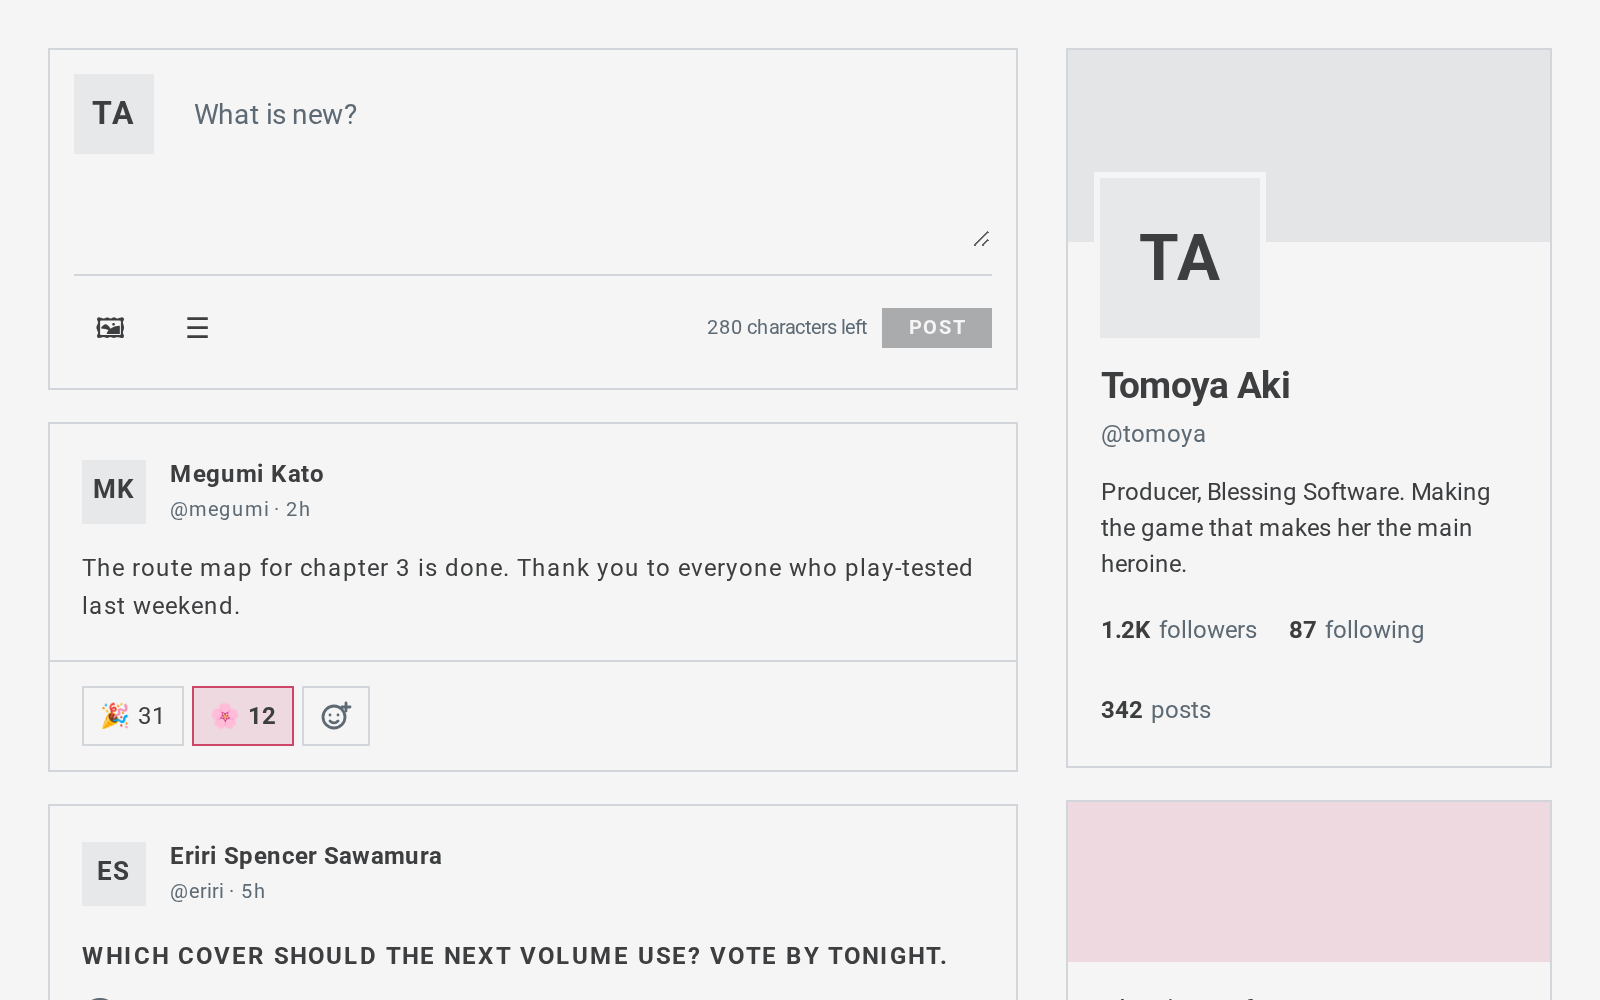 TA
What is new?
280 characters left
POST
MK
Megumi Kato
@megumi · 2h
The route map for chapter 3 is done. Thank you to everyone who play-tested
last weekend.
31
12
ES
Eriri Spencer Sawamura
@eriri · 5h
WHICH COVER SHOULD THE NEXT VOLUME USE? VOTE BY TONIGHT.
TA
Tomoya Aki
@tomoya
Producer, Blessing Software. Making
the game that makes her the main
heroine.
1.2K followers 87 following
342 posts